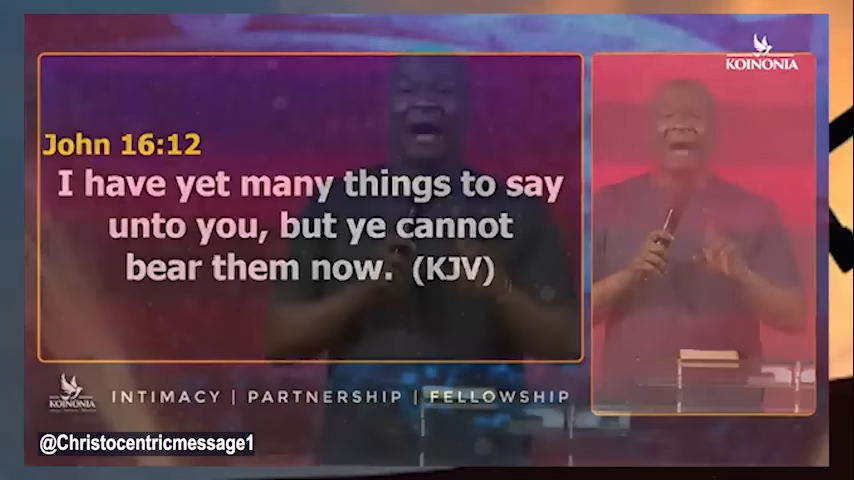 KOINONIA
John 16:12
I have yet many things to say
unto you, but ye cannot
bear them now. (KJV)
KOINONIA
INTIMACY | PARTNERSHIP | FELLOWSHIP
@Christocentricmessage1